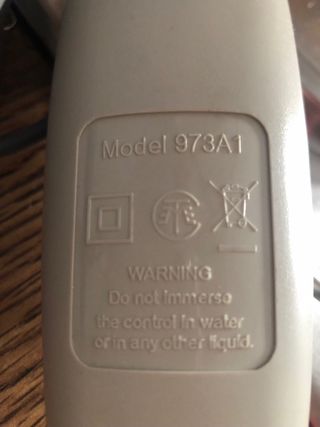 Model 973A1
WARNING
Do not immerse
the control in water
or in any other liquid.